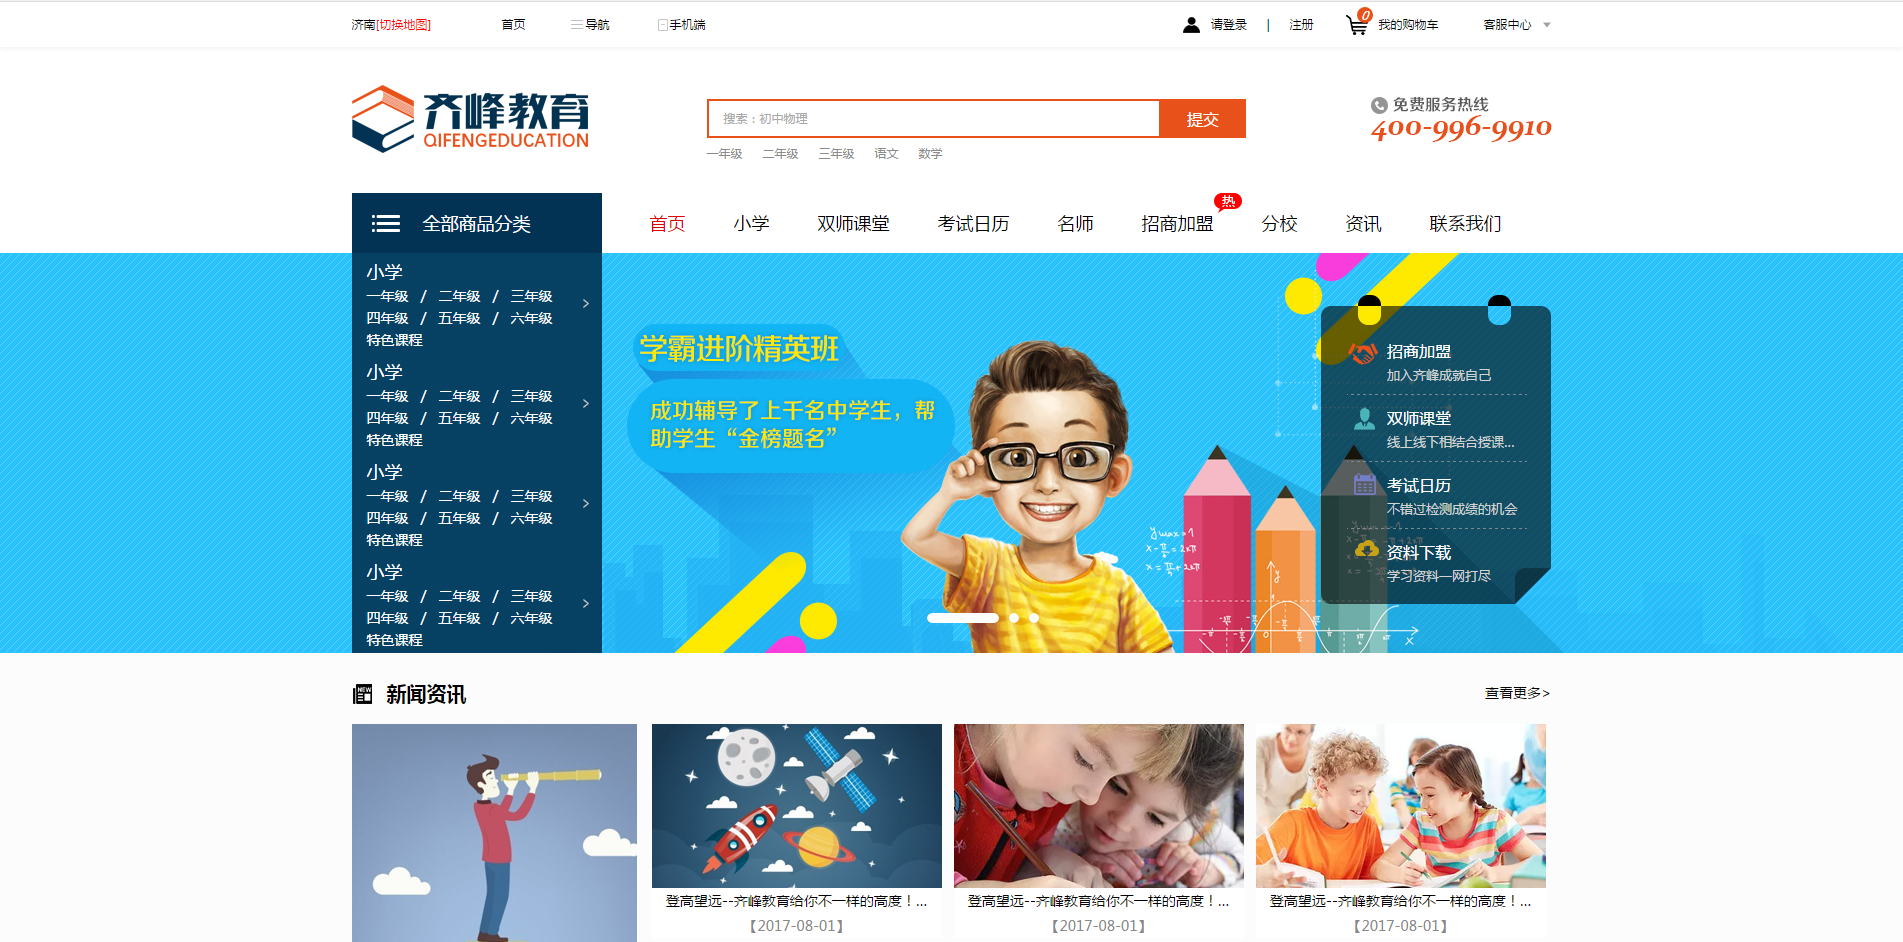 济南[切换地图] 首页 导航 手机端 请登录 | 注册 0 我的购物车 客服中心
齐峰教育
QIFENGEDUCATION
搜索：初中物理 提交
一年级 二年级 三年级 语文 数学
免费服务热线
400-996-9910
全部商品分类
首页 小学 双师课堂 考试日历 名师 招商加盟 热 分校 资讯 联系我们
小学
一年级 / 二年级 / 三年级 >
四年级 / 五年级 / 六年级
特色课程
小学
一年级 / 二年级 / 三年级 >
四年级 / 五年级 / 六年级
特色课程
小学
一年级 / 二年级 / 三年级 >
四年级 / 五年级 / 六年级
特色课程
小学
一年级 / 二年级 / 三年级 >
四年级 / 五年级 / 六年级
特色课程
学霸进阶精英班
成功辅导了上千名中学生，帮
助学生“金榜题名”
招商加盟
加入齐峰成就自己
双师课堂
线上线下相结合授课...
考试日历
不错过检测成绩的机会
资料下载
学习资料一网打尽
NEW 新闻资讯 查看更多>
登高望远--齐峰教育给你不一样的高度！...
【2017-08-01】
登高望远--齐峰教育给你不一样的高度！...
【2017-08-01】
登高望远--齐峰教育给你不一样的高度！...
【2017-08-01】